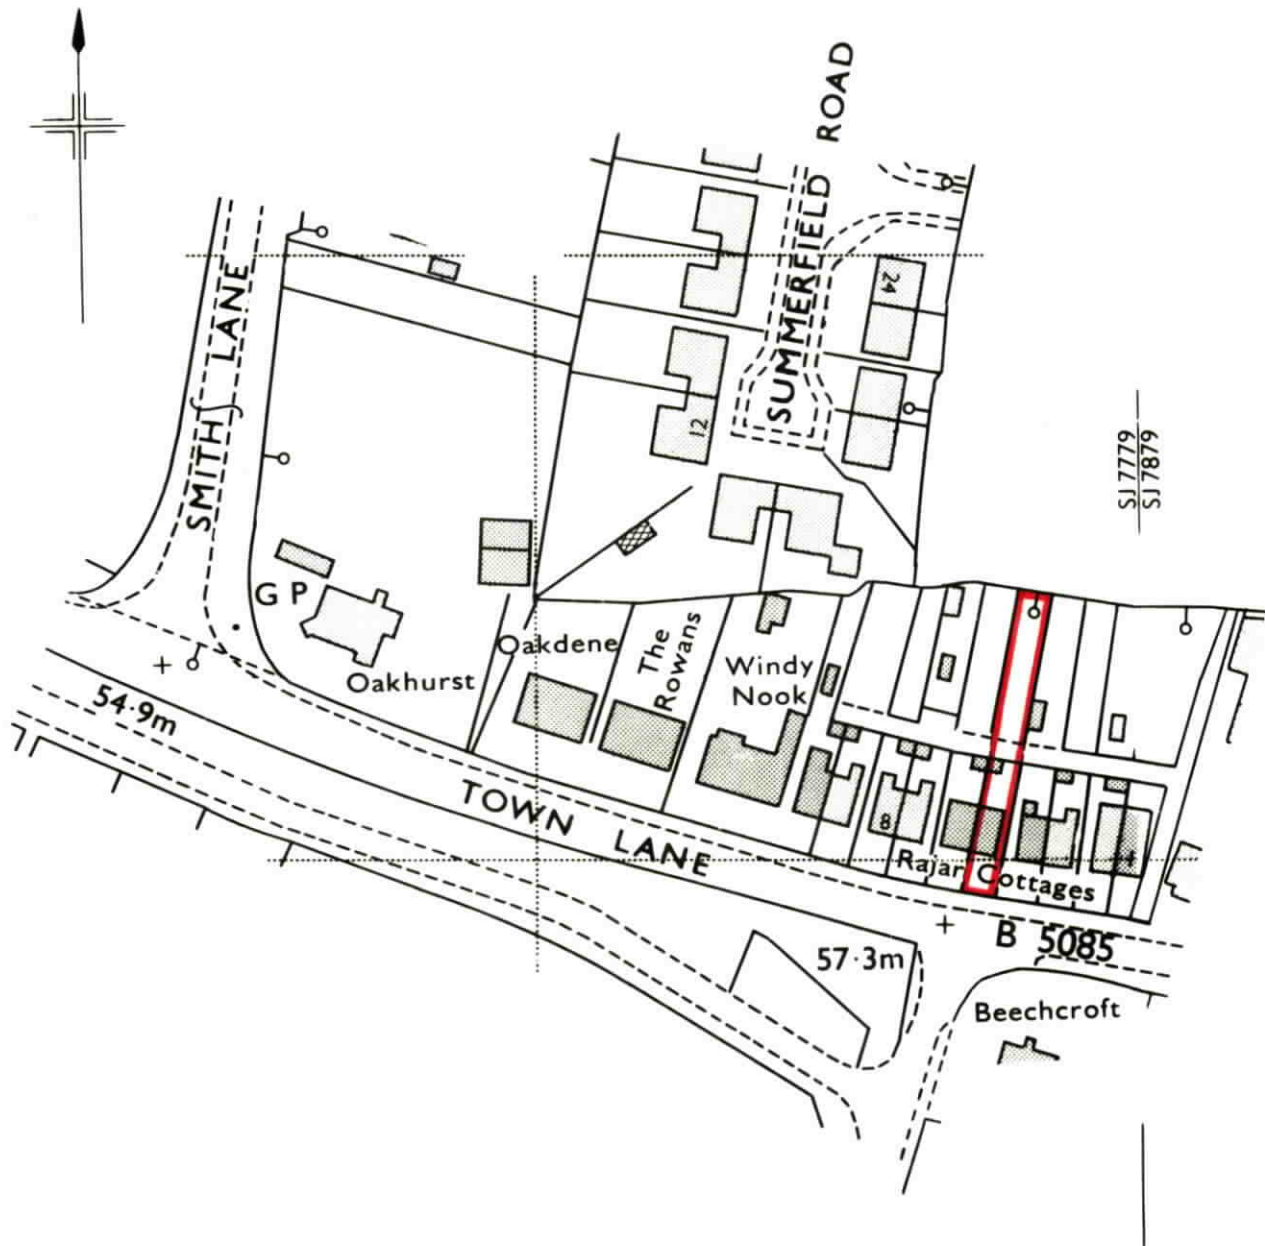 SUMMERFIELD ROAD
SMITH LANE
24
12
SJ 7779
SJ 7879
G P
Oakhurst
Oakdene
The
Rowans
Windy
Nook
54·9m
TOWN LANE
8
Rajar Cottages
B 5085
57·3m
Beechcroft